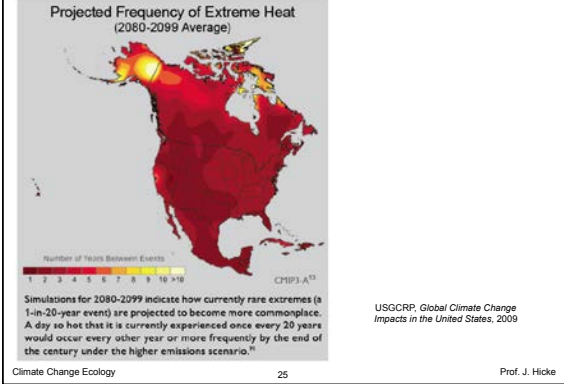 Projected Frequency of Extreme Heat
(2080-2099 Average)
Number of Years Between Events
1 2 3 4 5 6 7 8 9 10 >10
CMIP3-A
Simulations for 2080-2099 indicate how currently rare extremes (a
1-in-20-year event) are projected to become more commonplace.
A day so hot that it is currently experienced once every 20 years
would occur every other year or more frequently by the end of
the century under the higher emissions scenario.
USGCRP, Global Climate Change
Impacts in the United States, 2009
Climate Change Ecology
25
Prof. J. Hicke